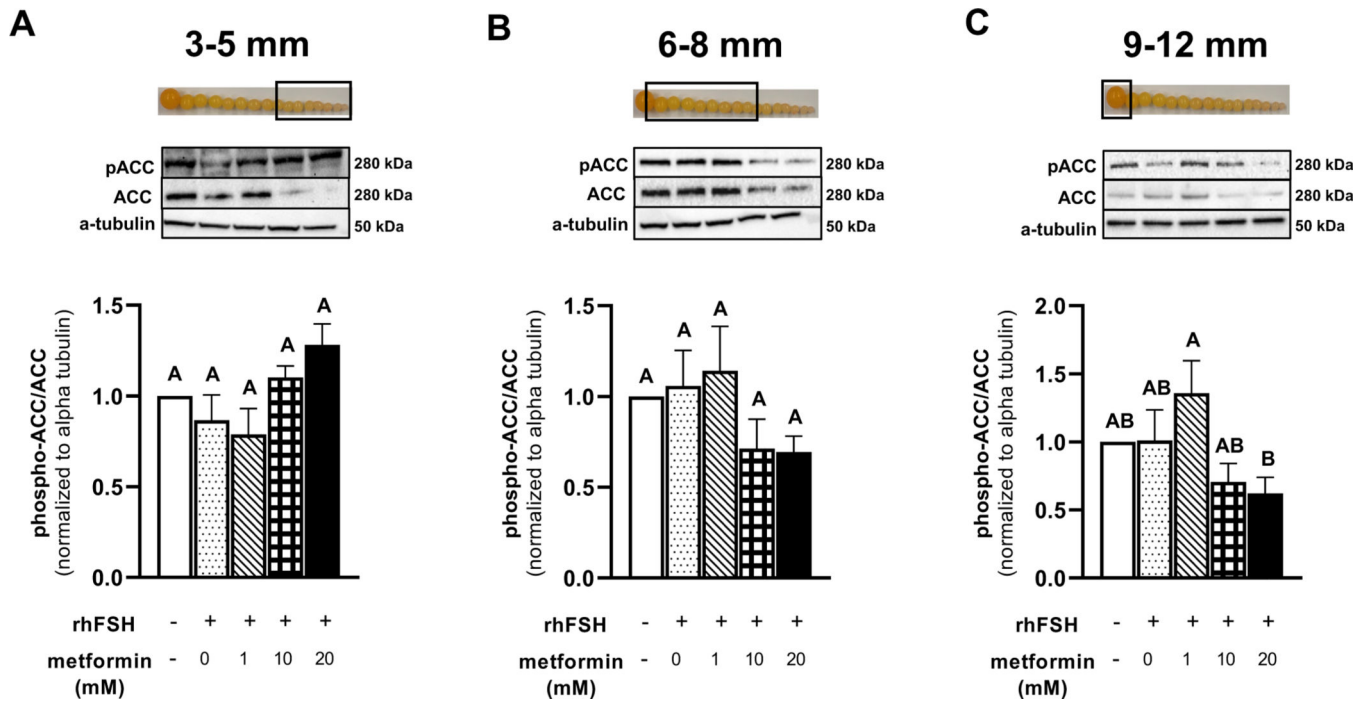 A
3-5 mm
pACC
280 kDa
ACC
280 kDa
a-tubulin
50 kDa
phospho-ACC/ACC
(normalized to alpha tubulin)
1.5
1.0
0.5
0.0
A A A A A
rhFSH - + + + +
metformin - 0 1 10 20
(mM)
B
6-8 mm
pACC
280 kDa
ACC
280 kDa
a-tubulin
50 kDa
phospho-ACC/ACC
(normalized to alpha tubulin)
1.5
1.0
0.5
0.0
A A A A A
rhFSH - + + + +
metformin - 0 1 10 20
(mM)
C
9-12 mm
pACC
280 kDa
ACC
280 kDa
a-tubulin
50 kDa
phospho-ACC/ACC
(normalized to alpha tubulin)
2.0
1.5
1.0
0.5
0.0
AB AB A AB B
rhFSH - + + + +
metformin - 0 1 10 20
(mM)